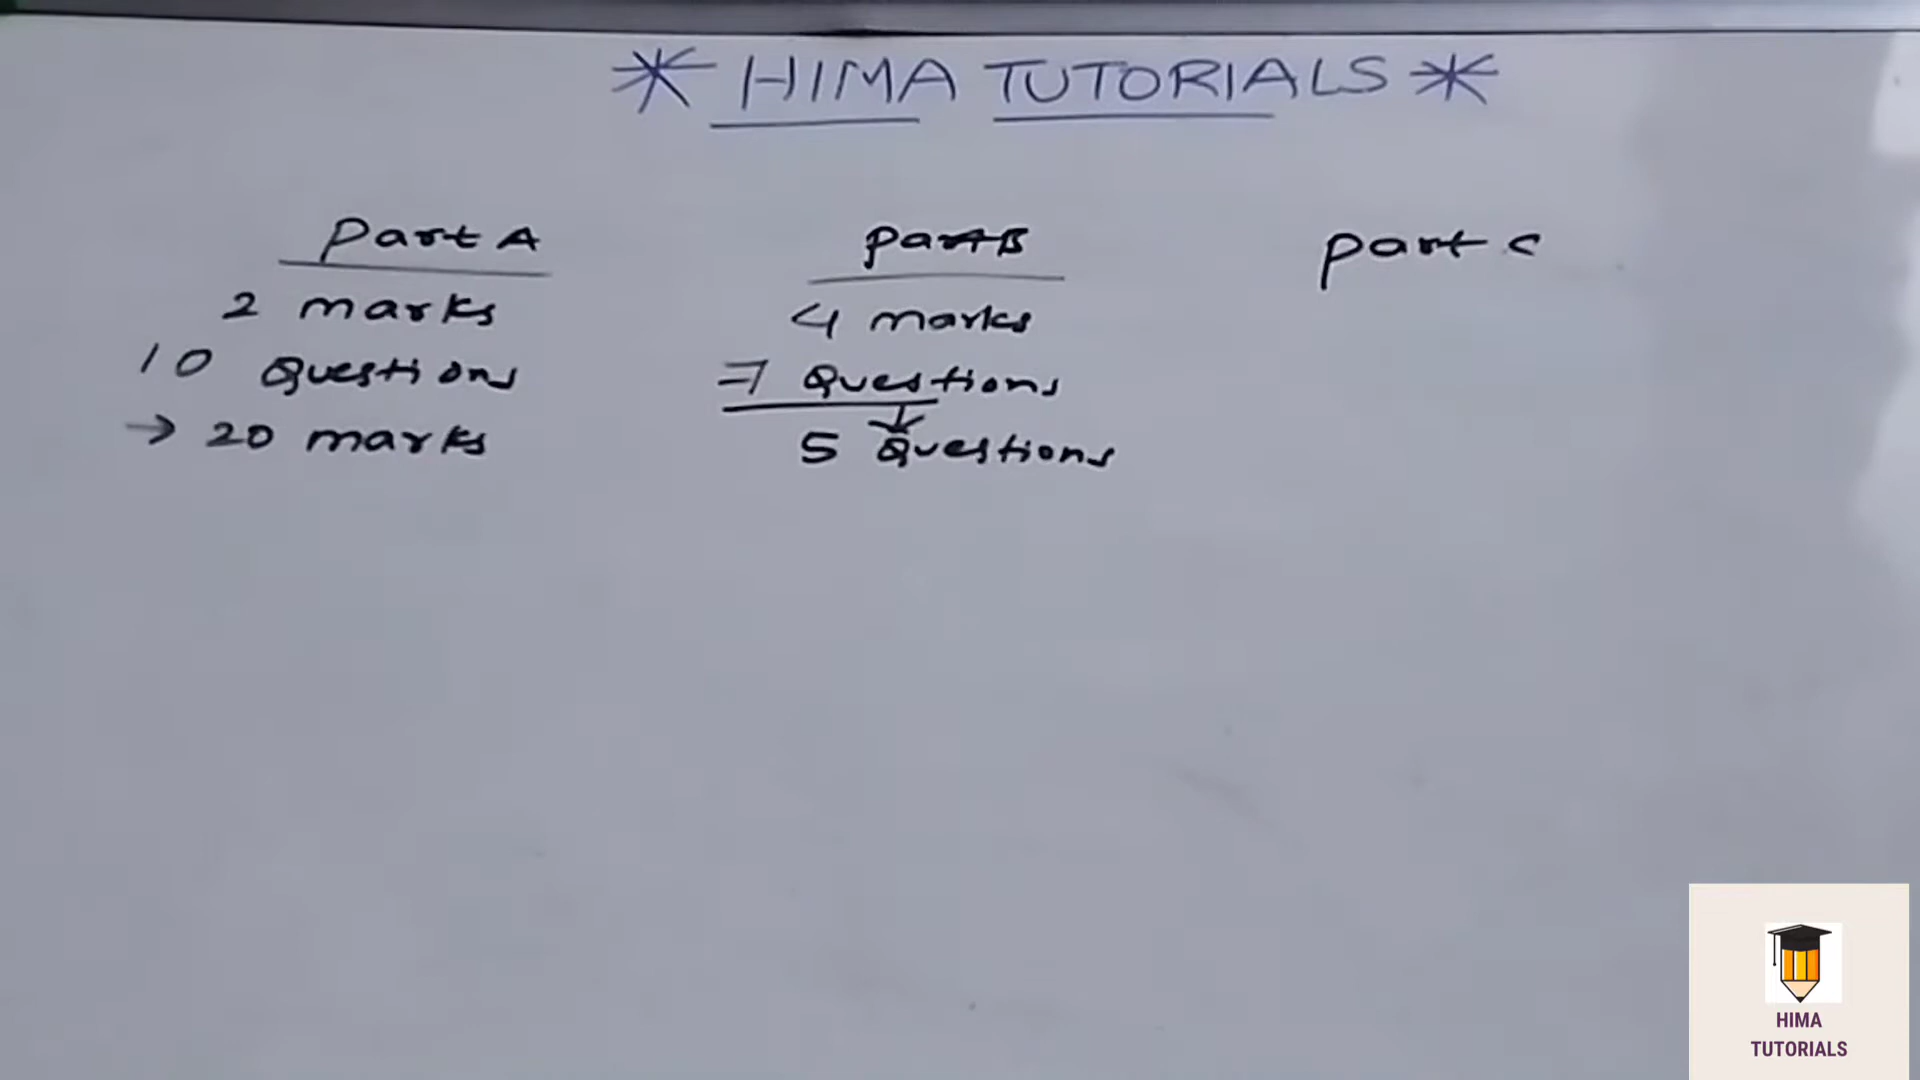 * HIMA TUTORIALS *
Part A
2 marks
10 Questions
→ 20 marks
part B
4 marks
7 Questions
5 Questions
part c
HIMA
TUTORIALS